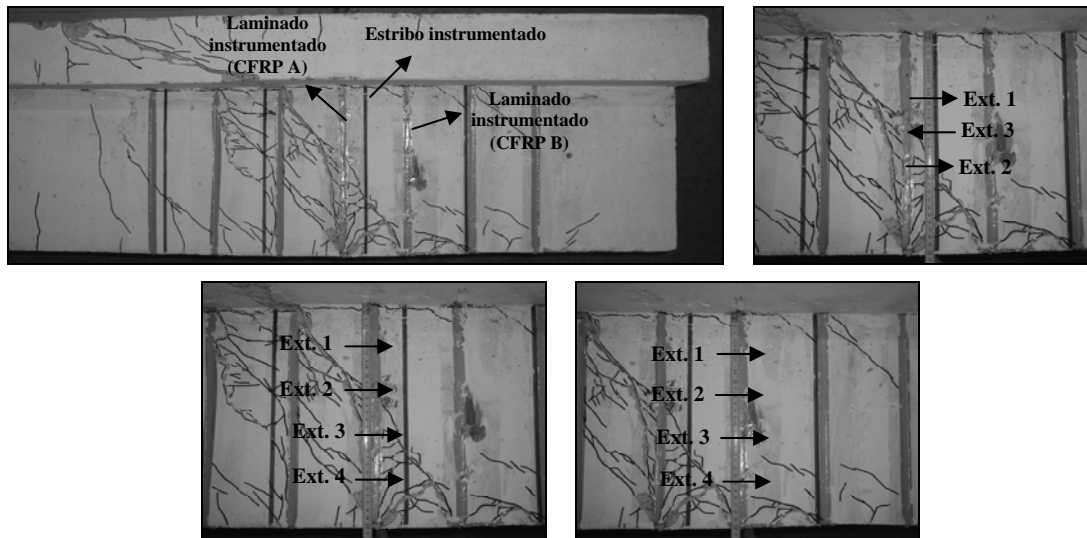 Laminado
instrumentado
(CFRP A)
Estribo instrumentado
Laminado
instrumentado
(CFRP B)
Ext. 1
Ext. 3
Ext. 2
Ext. 1
Ext. 2
Ext. 3
Ext. 4
Ext. 1
Ext. 2
Ext. 3
Ext. 4